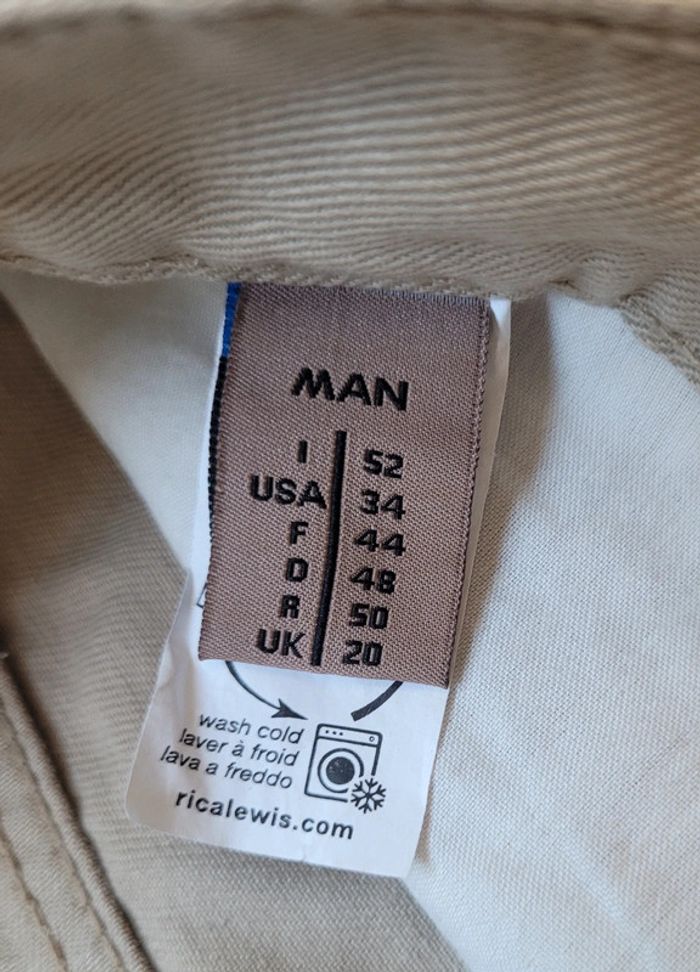 MAN
I 52
USA 34
F 44
D 48
R 50
UK 20
wash cold
laver à froid
lava a freddo
ricalewis.com